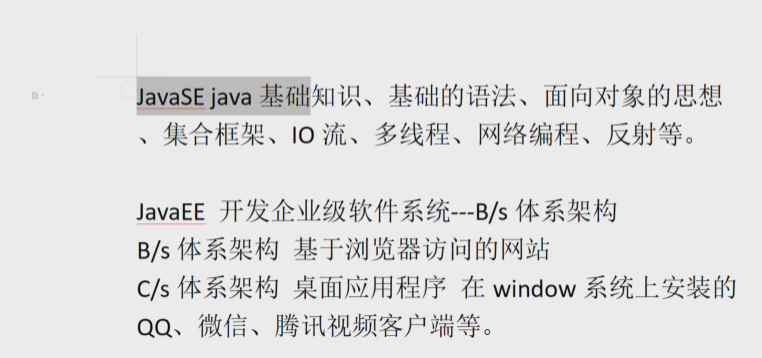 JavaSE java 基础知识、基础的语法、面向对象的思想
、集合框架、IO 流、多线程、网络编程、反射等。
JavaEE 开发企业级软件系统---B/s 体系架构
B/s 体系架构 基于浏览器访问的网站
C/s 体系架构 桌面应用程序 在 window 系统上安装的
QQ、微信、腾讯视频客户端等。